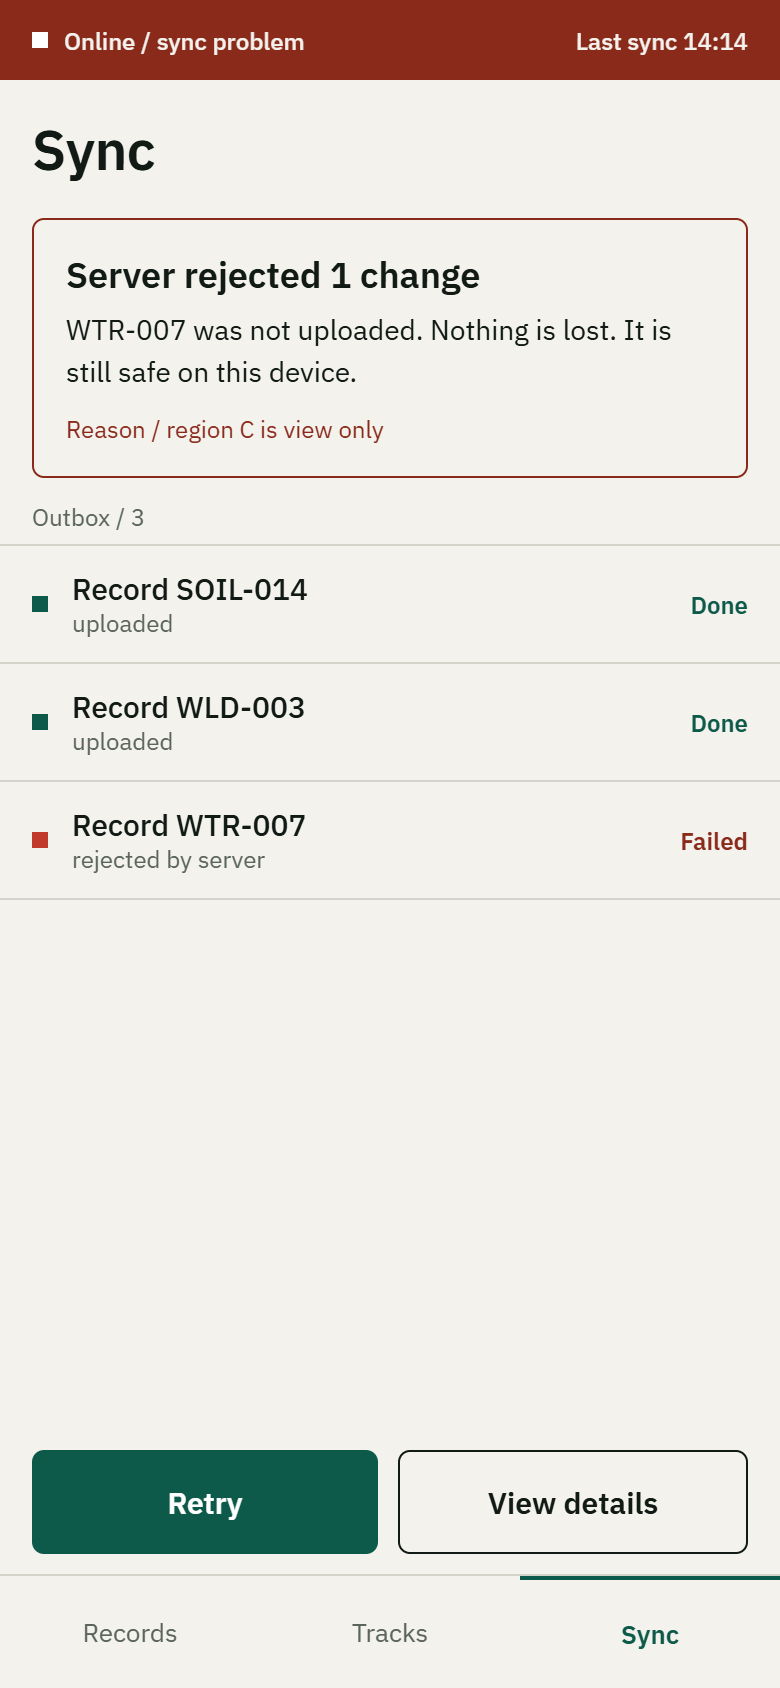 Online / sync problem
Last sync 14:14
Sync
Server rejected 1 change
WTR-007 was not uploaded. Nothing is lost. It is
still safe on this device.
Reason / region C is view only
Outbox / 3
Record SOIL-014
uploaded
Done
Record WLD-003
uploaded
Done
Record WTR-007
rejected by server
Failed
Retry
View details
Records
Tracks
Sync